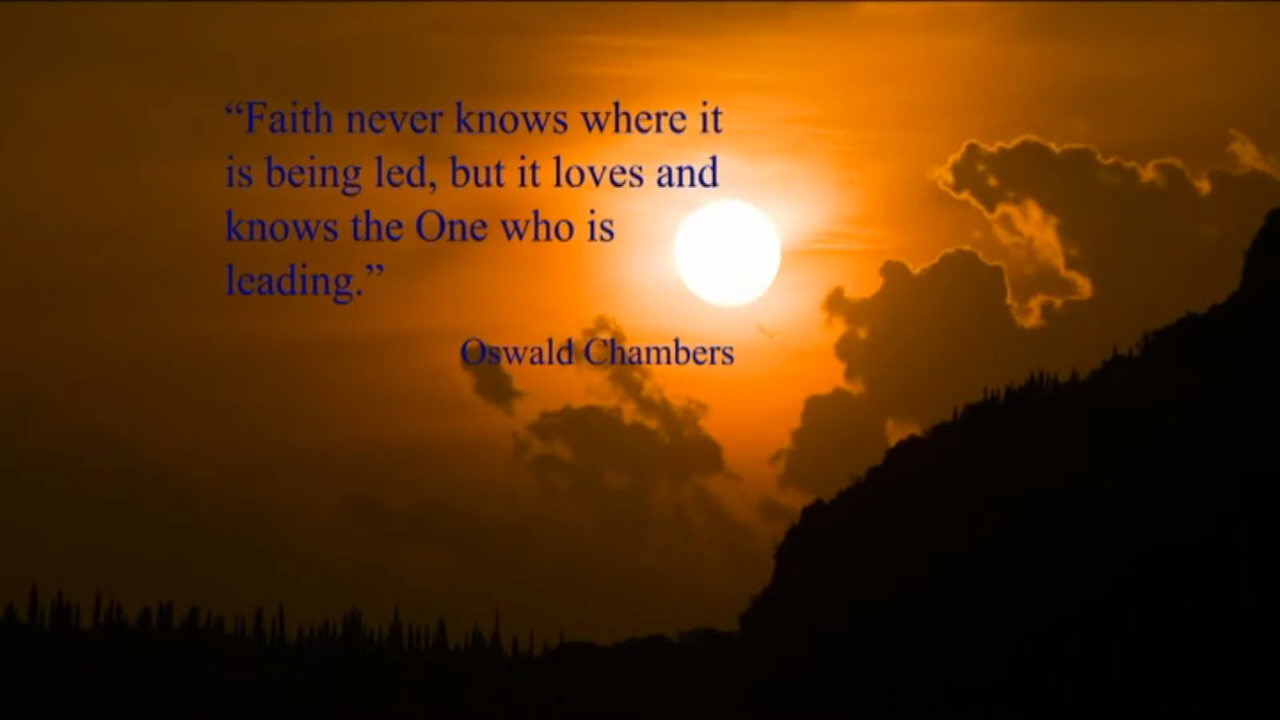 “Faith never knows where it
is being led, but it loves and
knows the One who is
leading.”
Oswald Chambers